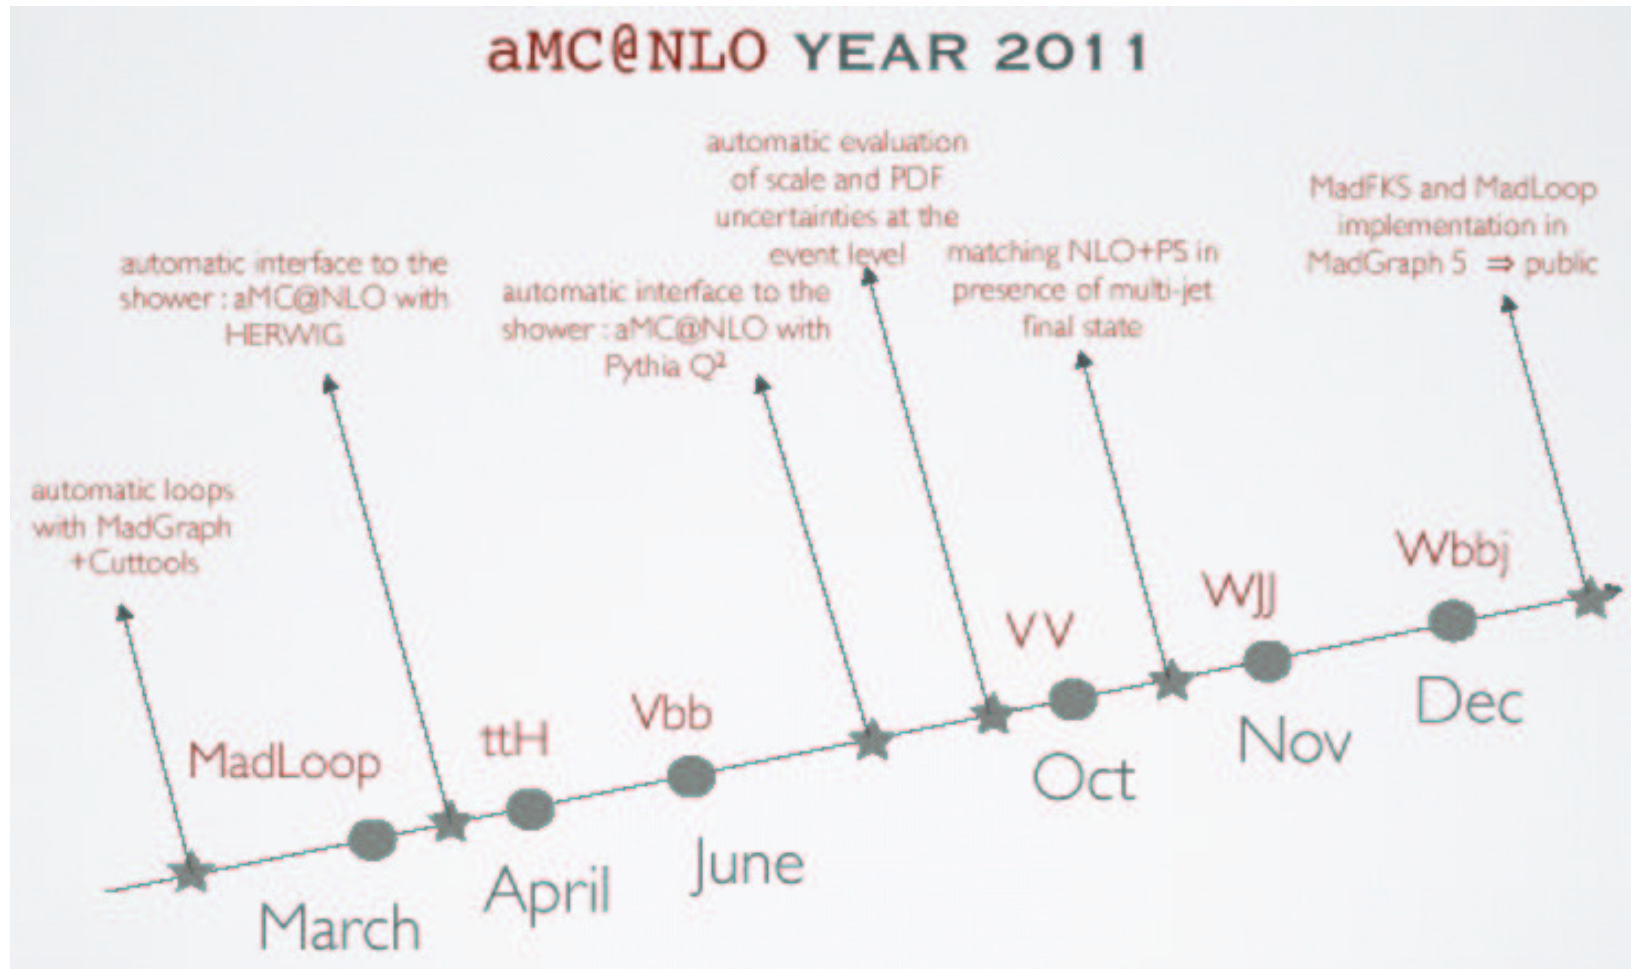 aMC@NLO YEAR 2011
automatic evaluation
of scale and PDF
uncertainties at the
event level
MadFKS and MadLoop
implementation in
MadGraph 5 ⇒ public
automatic interface to the
shower : aMC@NLO with
HERWIG
automatic interface to the
shower : aMC@NLO with
Pythia Q²
matching NLO+PS in
presence of multi-jet
final state
automatic loops
with MadGraph
+Cuttools
MadLoop
ttH
Vbb
VV
WJJ
Wbbj
March
April
June
Oct
Nov
Dec